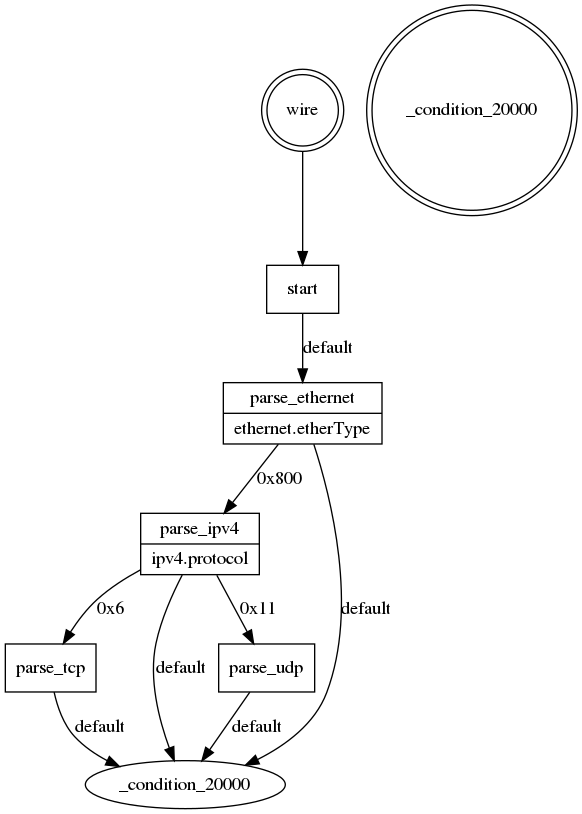 wire
_condition_20000
start
default
parse_ethernet
ethernet.etherType
0x800
parse_ipv4
ipv4.protocol
0x6
0x11
default
parse_tcp
default
parse_udp
default
default
_condition_20000